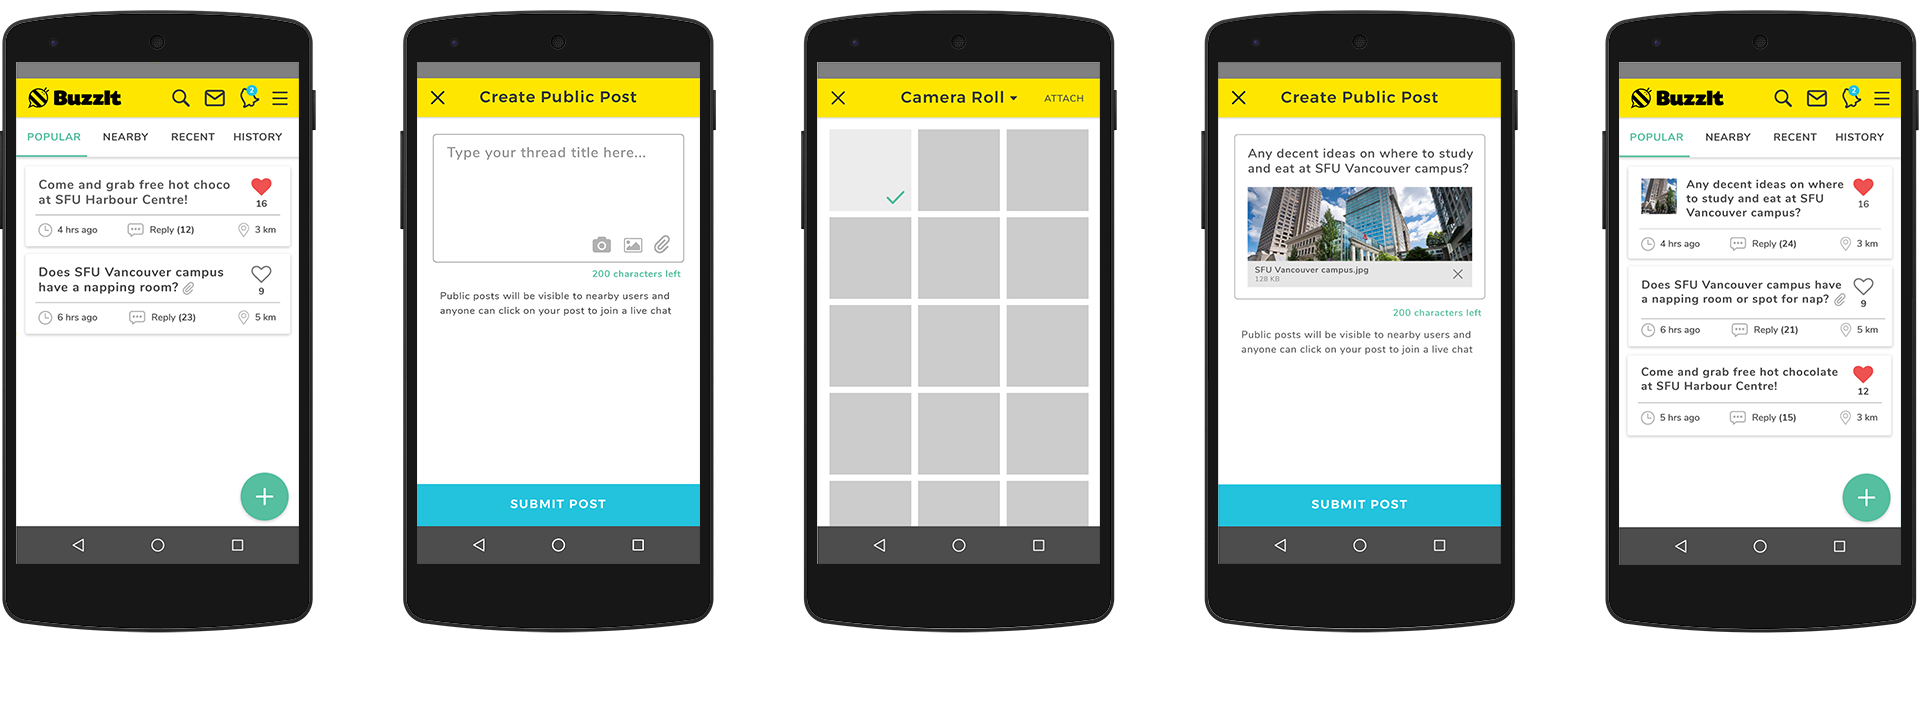 BuzzIt
2
POPULAR NEARBY RECENT HISTORY
Come and grab free hot choco
at SFU Harbour Centre!
16
4 hrs ago Reply (12) 3 km
Does SFU Vancouver campus
have a napping room?
9
6 hrs ago Reply (23) 5 km
Create Public Post
Type your thread title here...
200 characters left
Public posts will be visible to nearby users and
anyone can click on your post to join a live chat
SUBMIT POST
Camera Roll ATTACH
Create Public Post
Any decent ideas on where to study
and eat at SFU Vancouver campus?
SFU Vancouver campus.jpg
128 KB
200 characters left
Public posts will be visible to nearby users and
anyone can click on your post to join a live chat
SUBMIT POST
BuzzIt
2
POPULAR NEARBY RECENT HISTORY
Any decent ideas on where
to study and eat at SFU
Vancouver campus?
16
4 hrs ago Reply (24) 3 km
Does SFU Vancouver campus have
a napping room or spot for nap?
9
6 hrs ago Reply (21) 5 km
Come and grab free hot chocolate
at SFU Harbour Centre!
12
5 hrs ago Reply (15) 3 km